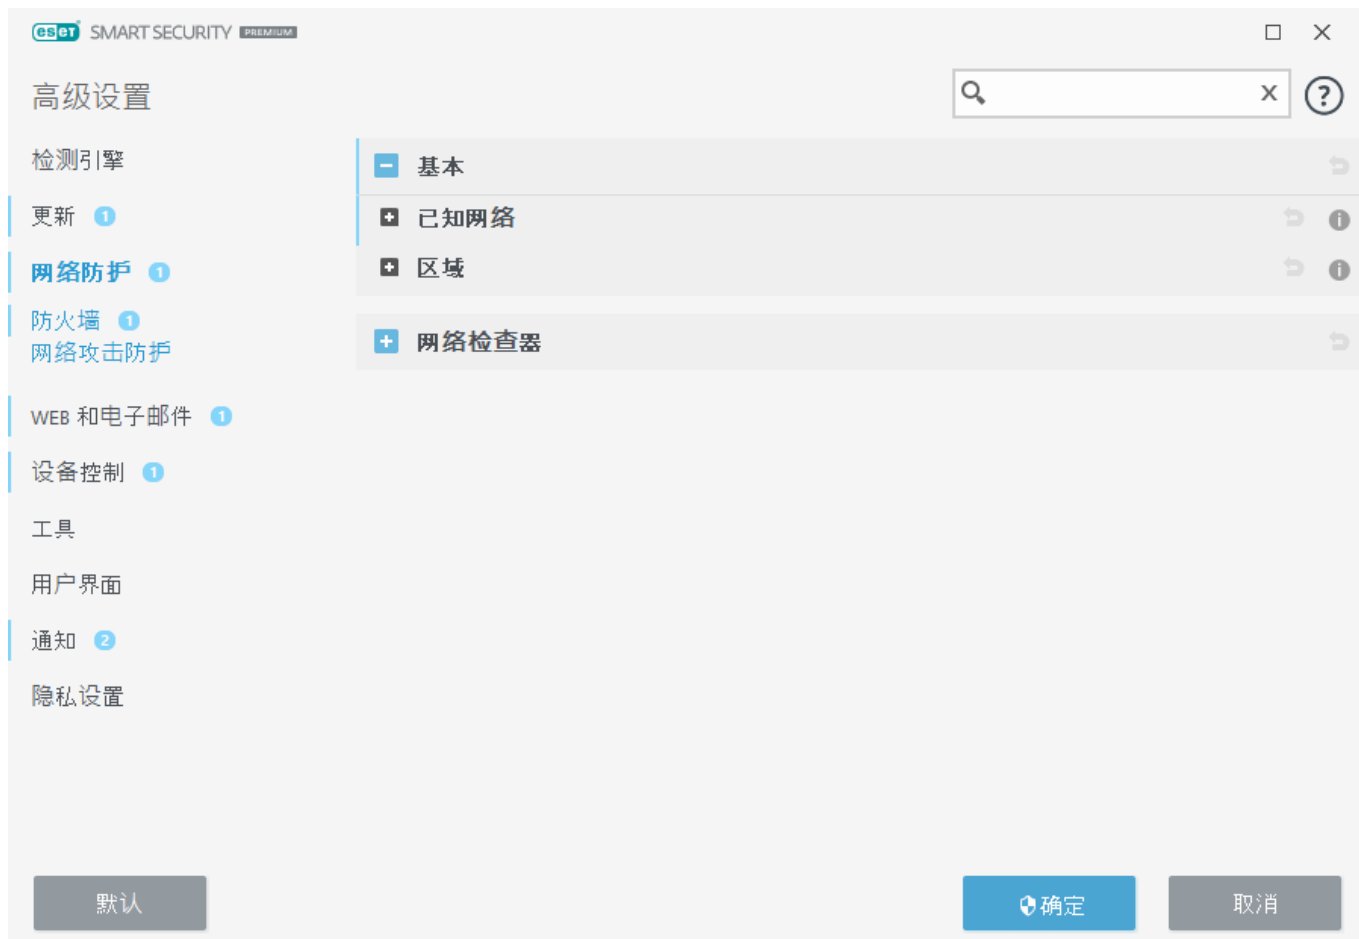 eset SMART SECURITY PREMIUM
高级设置
x
?
检测引擎
更新 1
网络防护 1
防火墙 1
网络攻击防护
WEB 和电子邮件 1
设备控制 1
工具
用户界面
通知 2
隐私设置
基本
已知网络
区域
网络检查器
默认
确定
取消